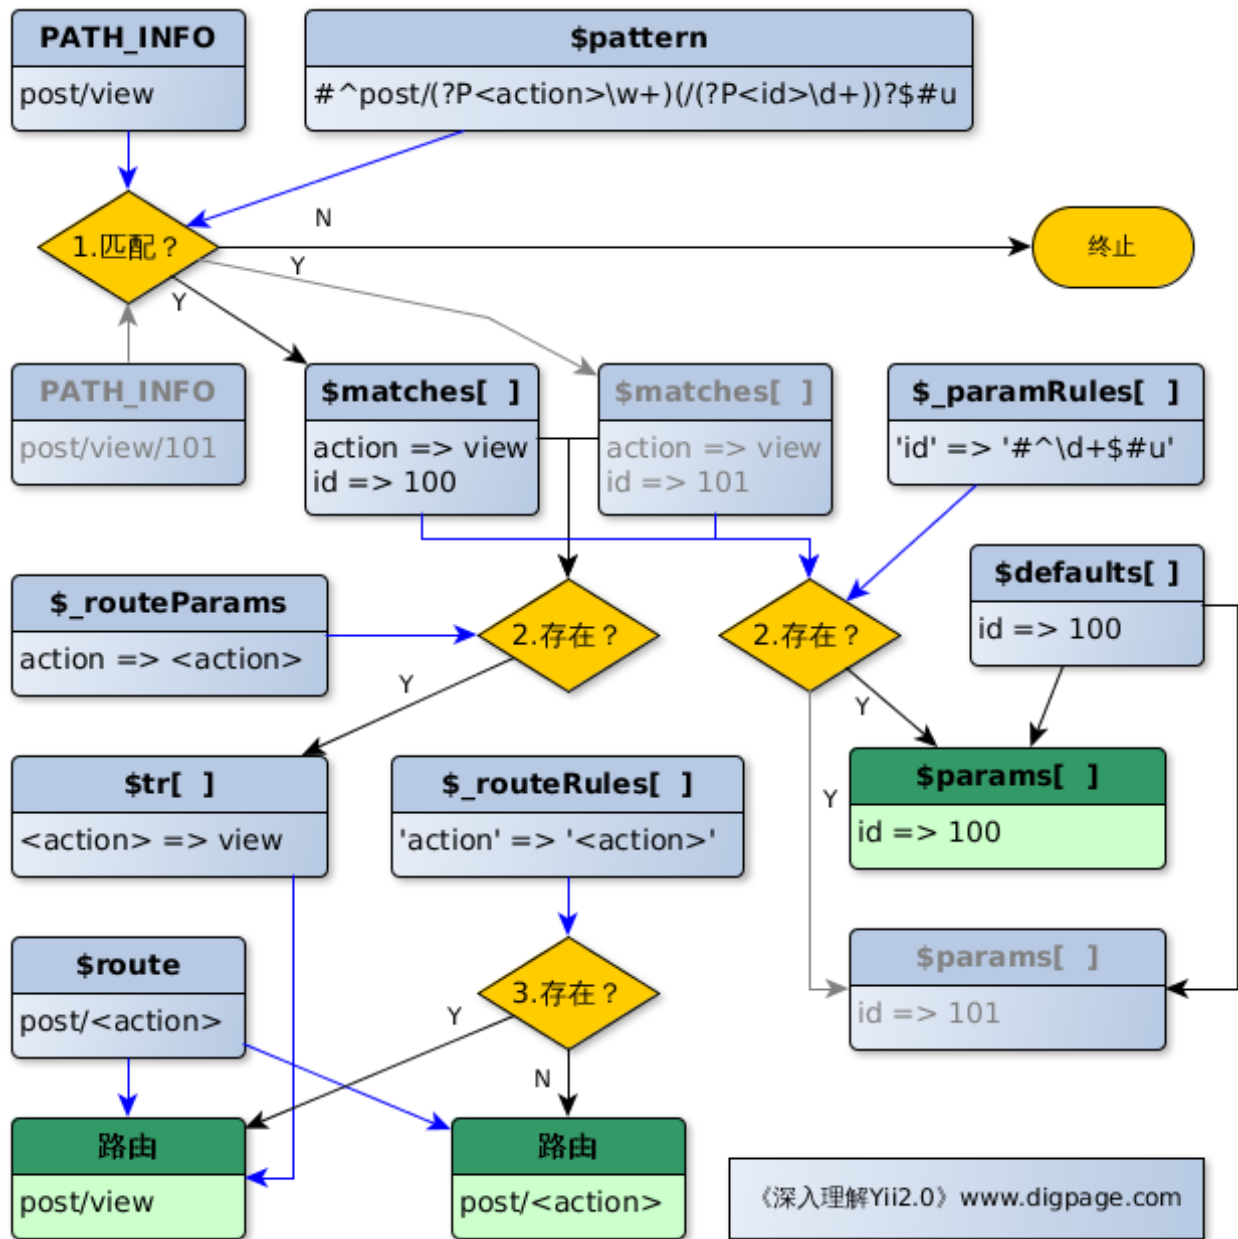 PATH_INFO
post/view
$pattern
#^post/(?P<action>\w+)(/(?P<id>\d+))?$#u
N
1.匹配？
终止
Y
Y
PATH_INFO
post/view/101
$matches[  ]
action => view
id => 100
$matches[  ]
action => view
id => 101
$_paramRules[  ]
'id' => '#^\d+$#u'
$_routeParams
action => <action>
2.存在？
2.存在？
$defaults[ ]
id => 100
Y
Y
$tr[  ]
<action> => view
$_routeRules[  ]
'action' => '<action>'
$params[  ]
id => 100
Y
$route
post/<action>
3.存在？
Y
N
$params[  ]
id => 101
路由
post/view
路由
post/<action>
《深入理解Yii2.0》www.digpage.com